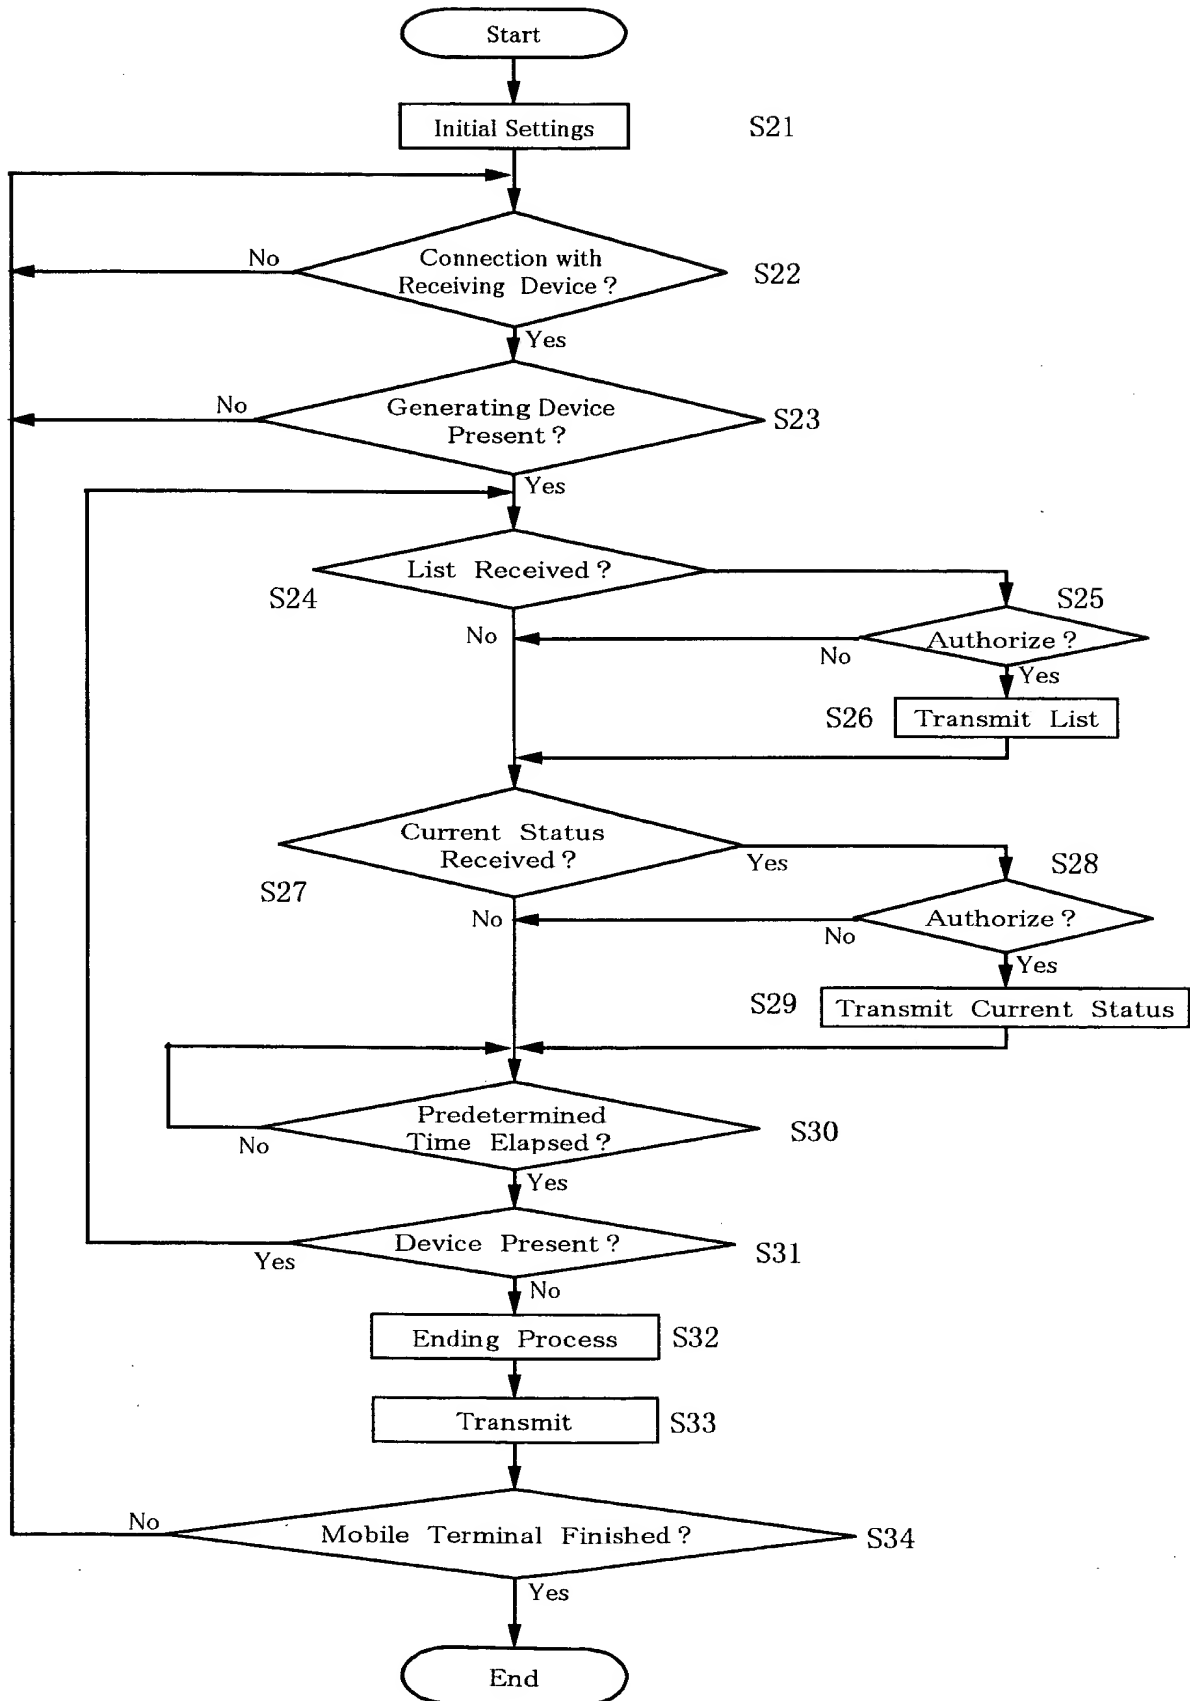 Start
Initial Settings
S21
No
Connection with
Receiving Device ?
S22
Yes
No
Generating Device
Present ?
S23
Yes
List Received ?
S24
S25
No
No
Authorize ?
Yes
S26
Transmit List
Current Status
Received ?
Yes
S28
S27
No
No
Authorize ?
Yes
S29
Transmit Current Status
Predetermined
Time Elapsed ?
S30
No
Yes
Device Present ?
S31
Yes
No
Ending Process
S32
Transmit
S33
No
Mobile Terminal Finished ?
S34
Yes
End